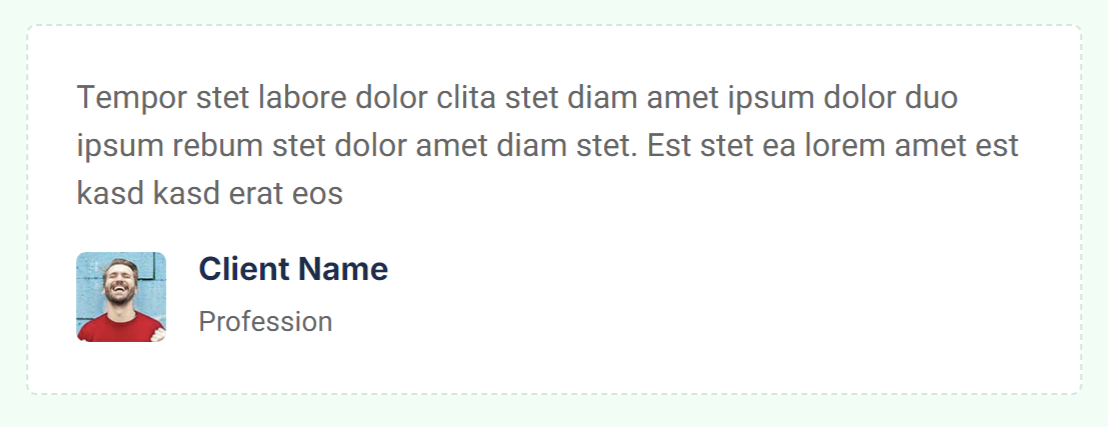 Tempor stet labore dolor clita stet diam amet ipsum dolor duo
ipsum rebum stet dolor amet diam stet. Est stet ea lorem amet est
kasd kasd erat eos
Client Name
Profession